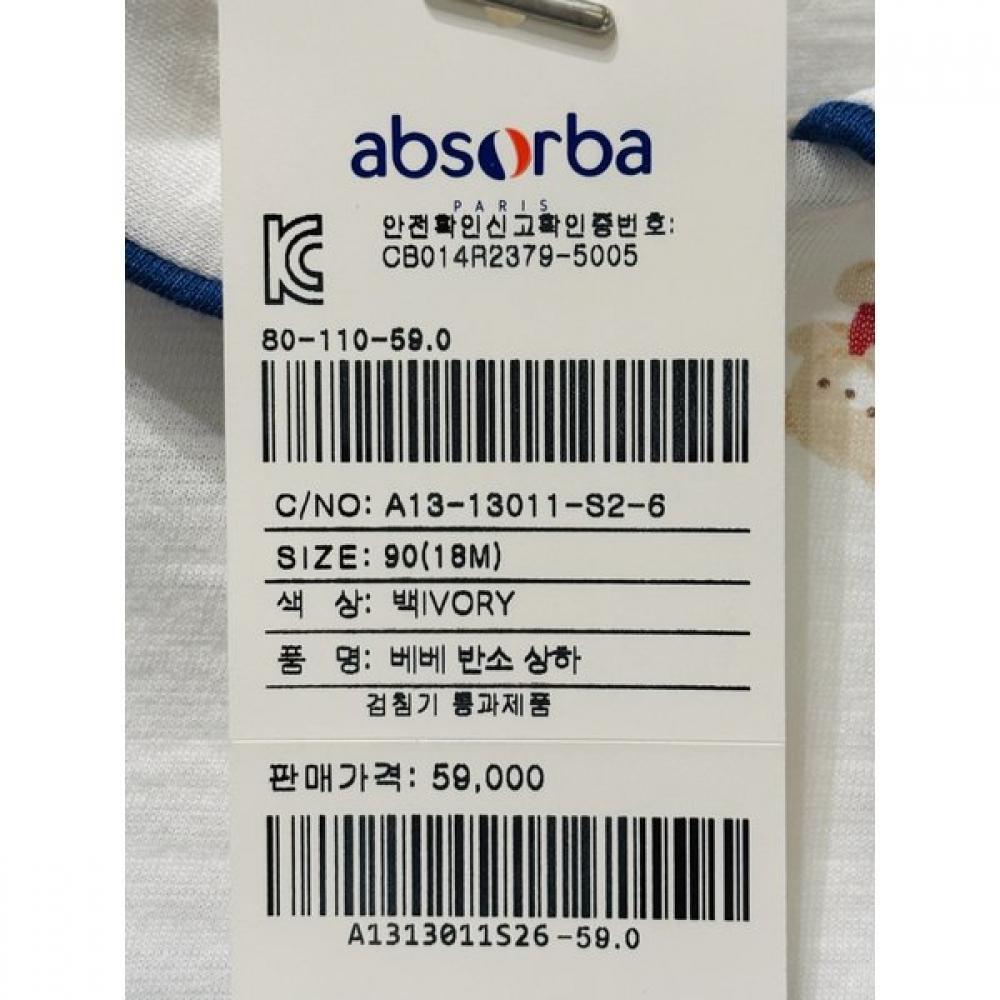 absorba
PARIS
안전확인신고확인증번호:
CB014R2379-5005
80-110-59.0
C/NO: A13-13011-S2-6
SIZE: 90(18M)
색 상: 백IVORY
품 명: 베베 반소 상하
검침기 통과제품
판매가격: 59,000
A1313011S26-59.0